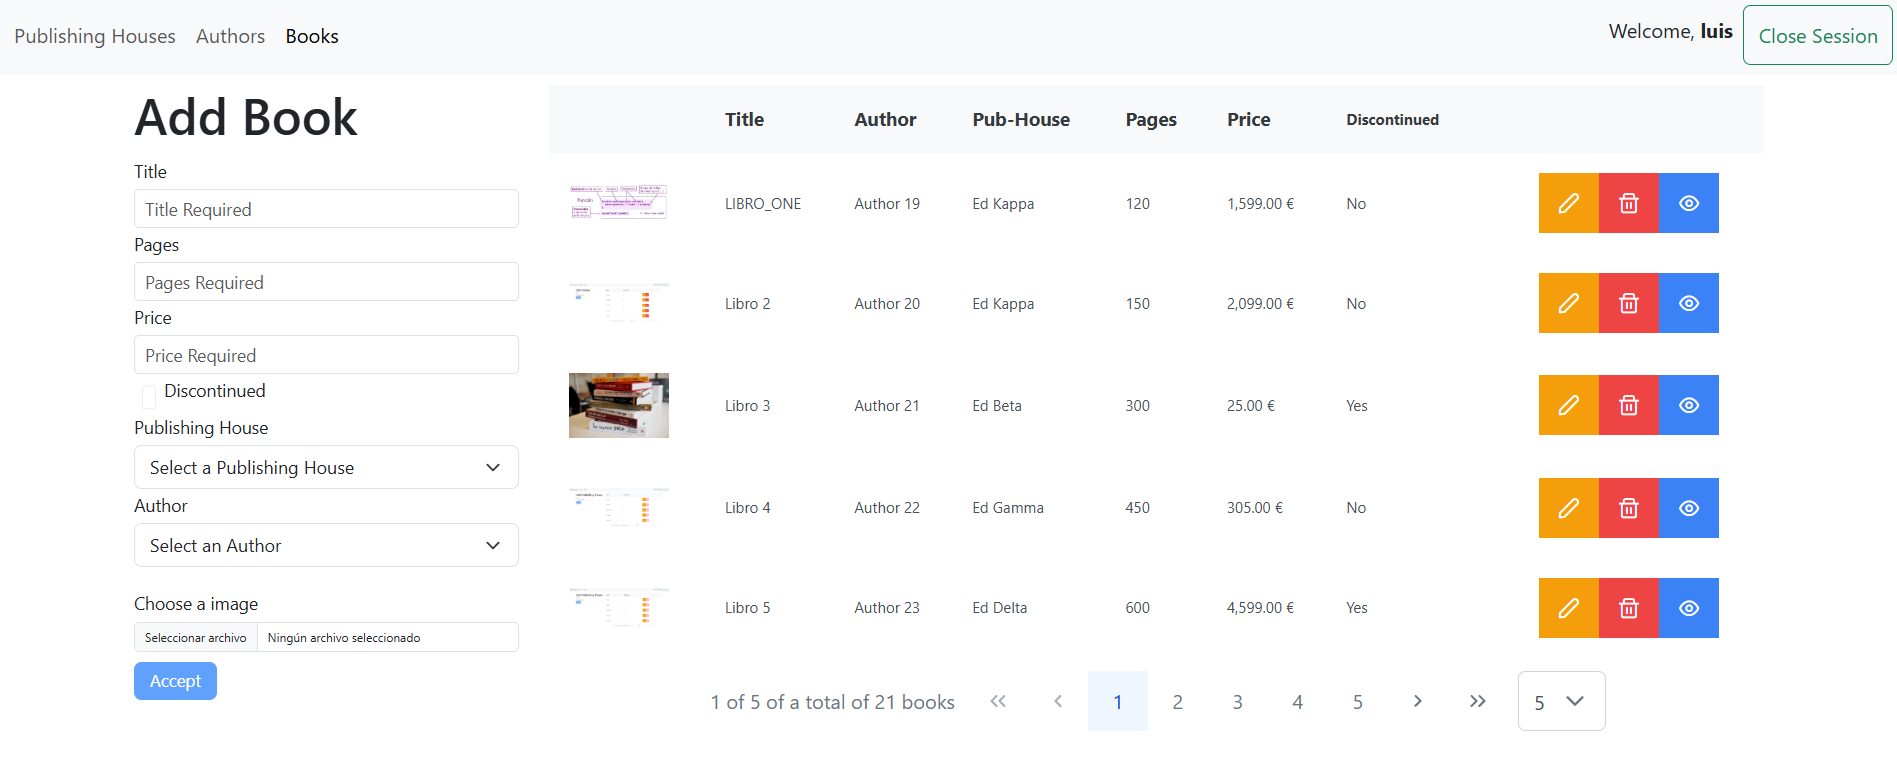 Publishing Houses Authors Books Welcome, luis Close Session
Add Book
Title
Title Required
Pages
Pages Required
Price
Price Required
Discontinued
Publishing House
Select a Publishing House
Author
Select an Author
Choose a image
Seleccionar archivo Ningún archivo seleccionado
Accept
Title Author Pub-House Pages Price Discontinued
LIBRO_ONE Author 19 Ed Kappa 120 1,599.00 € No
Libro 2 Author 20 Ed Kappa 150 2,099.00 € No
Libro 3 Author 21 Ed Beta 300 25.00 € Yes
Libro 4 Author 22 Ed Gamma 450 305.00 € No
Libro 5 Author 23 Ed Delta 600 4,599.00 € Yes
1 of 5 of a total of 21 books 1 2 3 4 5 5